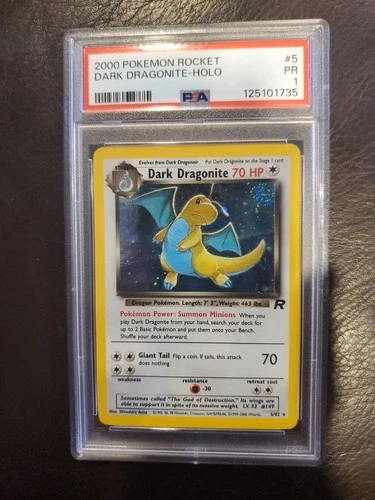 2000 POKEMON ROCKET #5
DARK DRAGONITE-HOLO PR
1
PSA 125101735
Evolves from Dark Dragonair Put Dark Dragonite on the Stage 1 card
Dark Dragonite 70 HP
Dragon Pokémon. Length: 7' 3", Weight: 463 lbs.
R
Pokémon Power: Summon Minions When you
play Dark Dragonite from your hand, search your deck for
up to 2 Basic Pokémon and put them onto your Bench.
Shuffle your deck afterward.
Giant Tail Flip a coin. If tails, this attack
does nothing.
70
weakness resistance retreat cost
-30
Sometimes called "The God of Destruction." Its wings are
able to support it in spite of its massive weight. LV. 33 #149
Illus. Mitsuhiro Arita 5/82